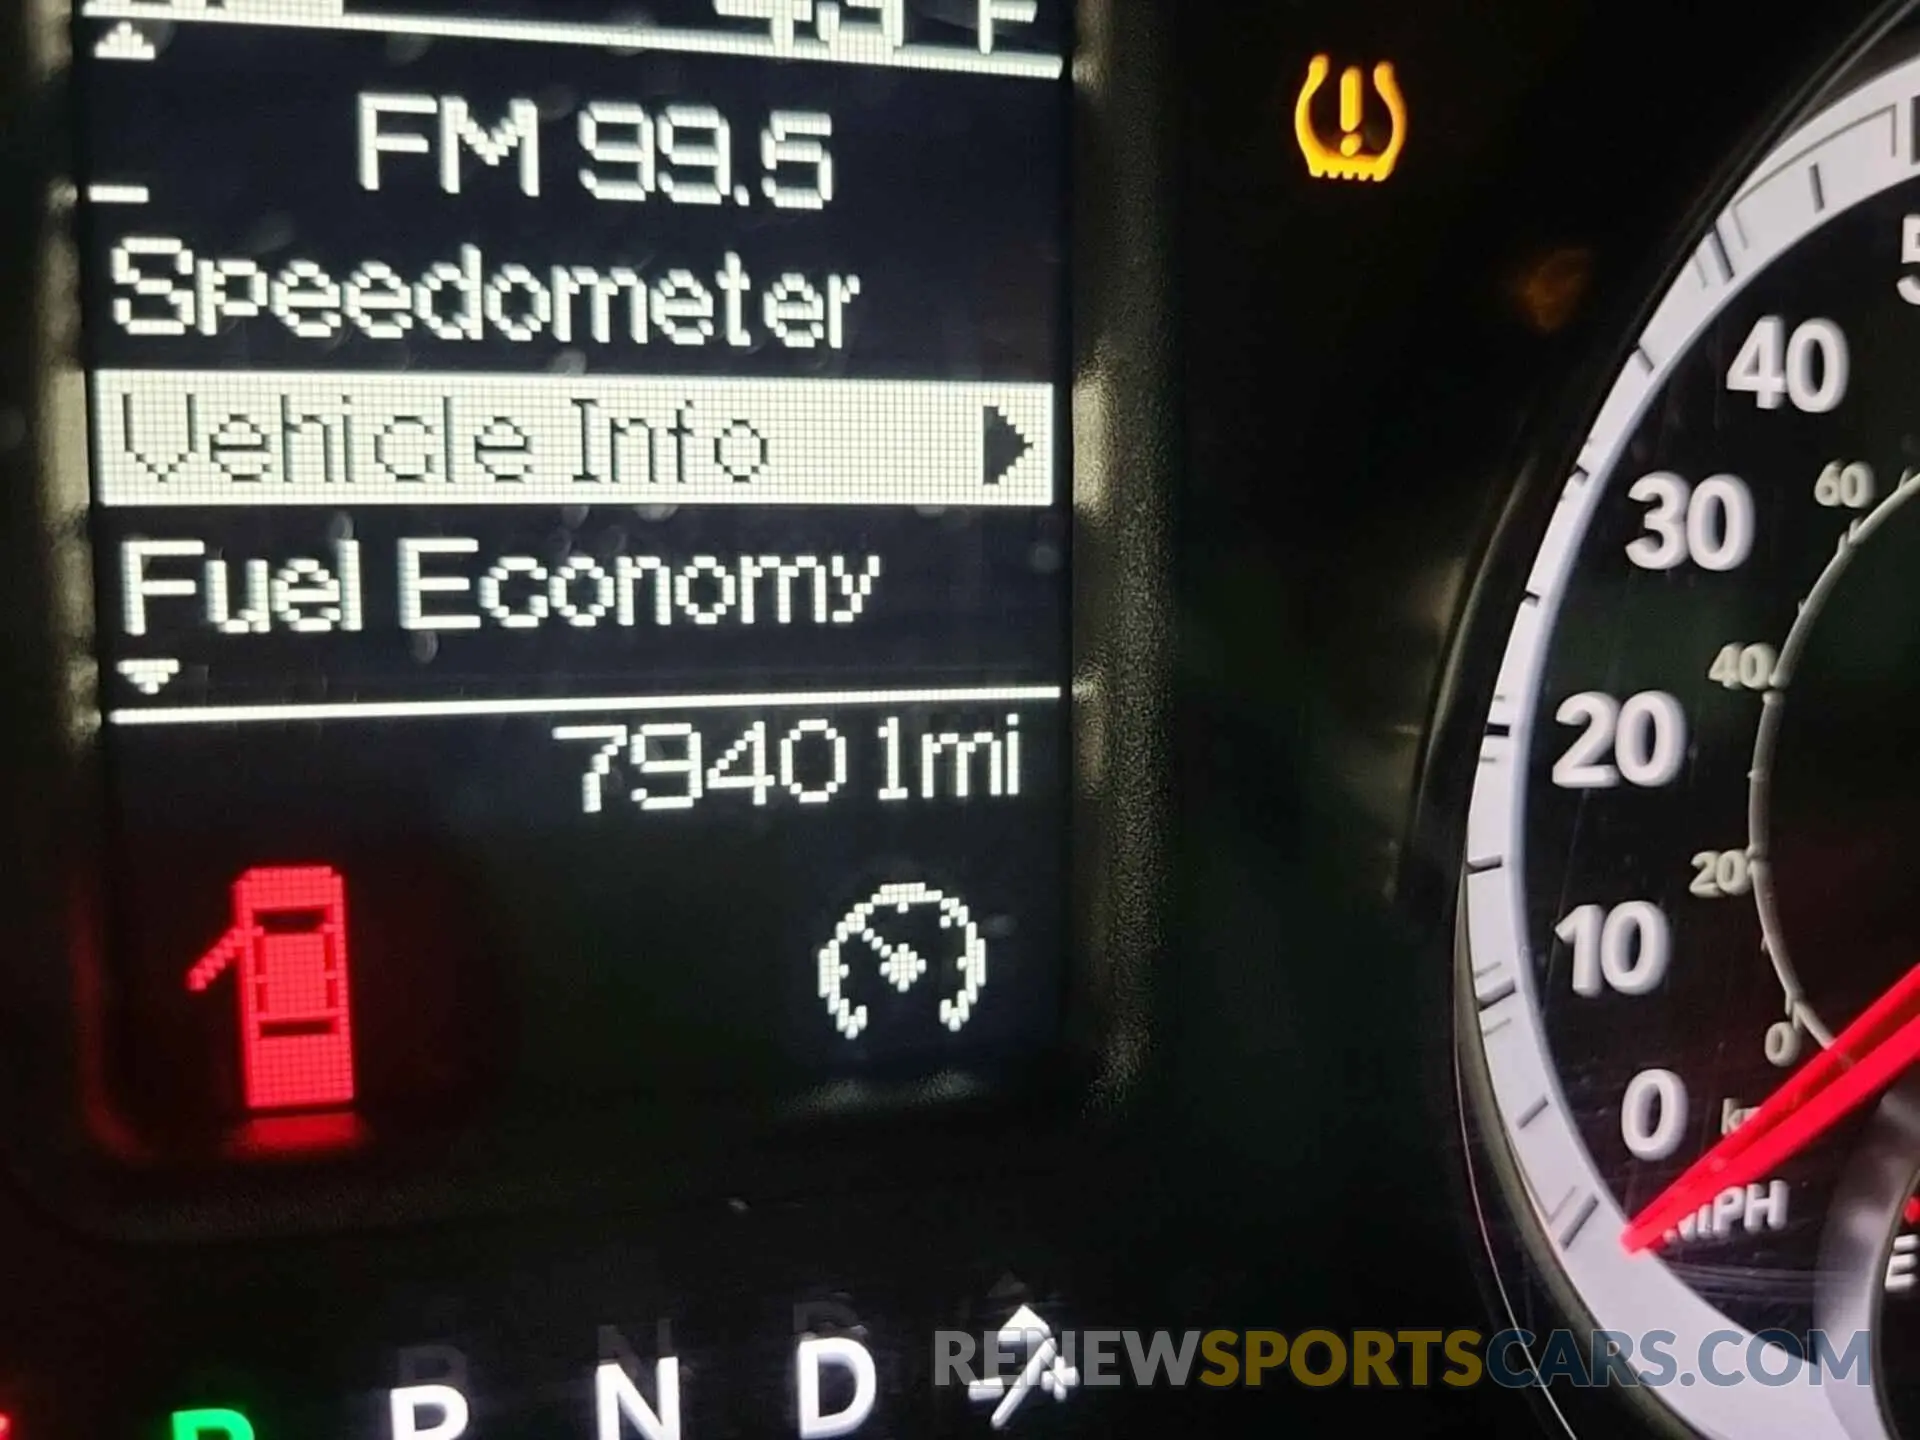 FM 99.5
Speedometer
Vehicle Info
Fuel Economy
79401mi
40
30
20
10
0
60
40
20
0
MPH
E
P
R
N
D
RENEWSPORTSCARS.COM